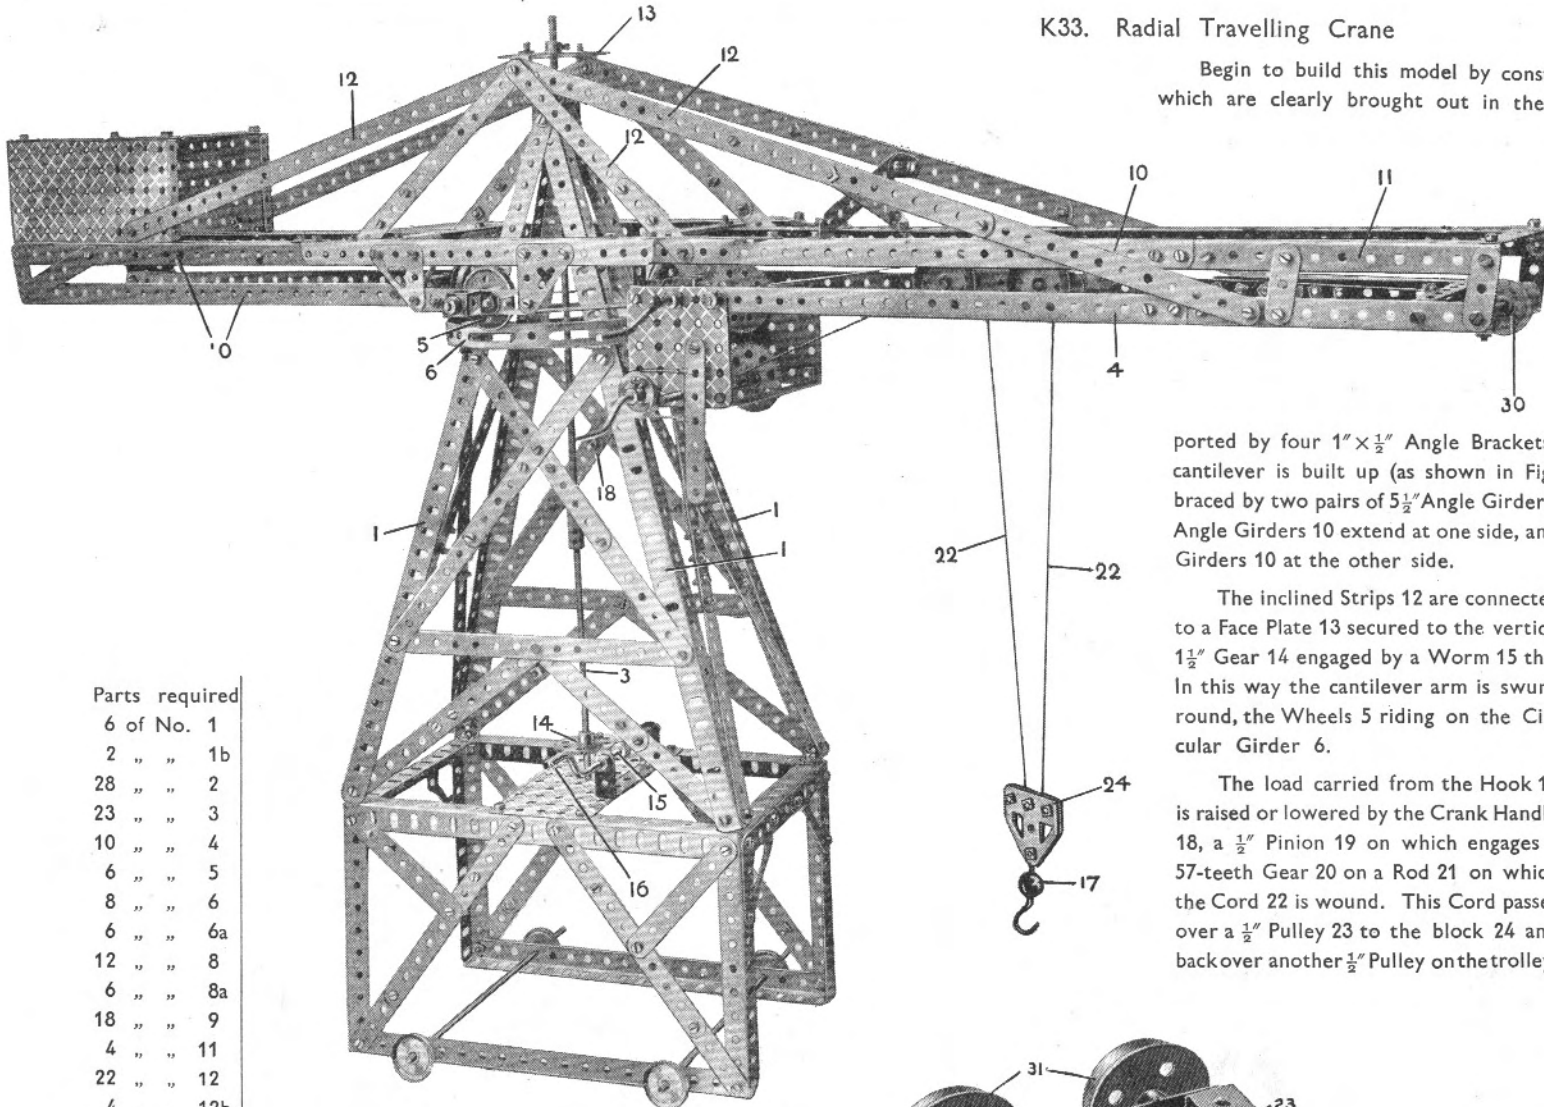 K33. Radial Travelling Crane
Begin to build this model by cons
which are clearly brought out in the
13
12
12
12
10
11
10
5
6
4
30
ported by four 1″×½″ Angle Brackets
cantilever is built up (as shown in Fig
braced by two pairs of 5½″ Angle Girder
Angle Girders 10 extend at one side, an
Girders 10 at the other side.
18
1
1
1
22
22
The inclined Strips 12 are connecte
to a Face Plate 13 secured to the vertic
1½″ Gear 14 engaged by a Worm 15 th
In this way the cantilever arm is swun
round, the Wheels 5 riding on the Ci
cular Girder 6.
3
14
15
16
24
17
The load carried from the Hook 1
is raised or lowered by the Crank Handl
18, a ½″ Pinion 19 on which engages
57-teeth Gear 20 on a Rod 21 on whic
the Cord 22 is wound. This Cord passe
over a ½″ Pulley 23 to the block 24 an
back over another ½″ Pulley on the trolley
Parts required
6 of No. 1
2 „ „ 1b
28 „ „ 2
23 „ „ 3
10 „ „ 4
6 „ „ 5
8 „ „ 6
6 „ „ 6a
12 „ „ 8
6 „ „ 8a
18 „ „ 9
4 „ „ 11
22 „ „ 12
31
23